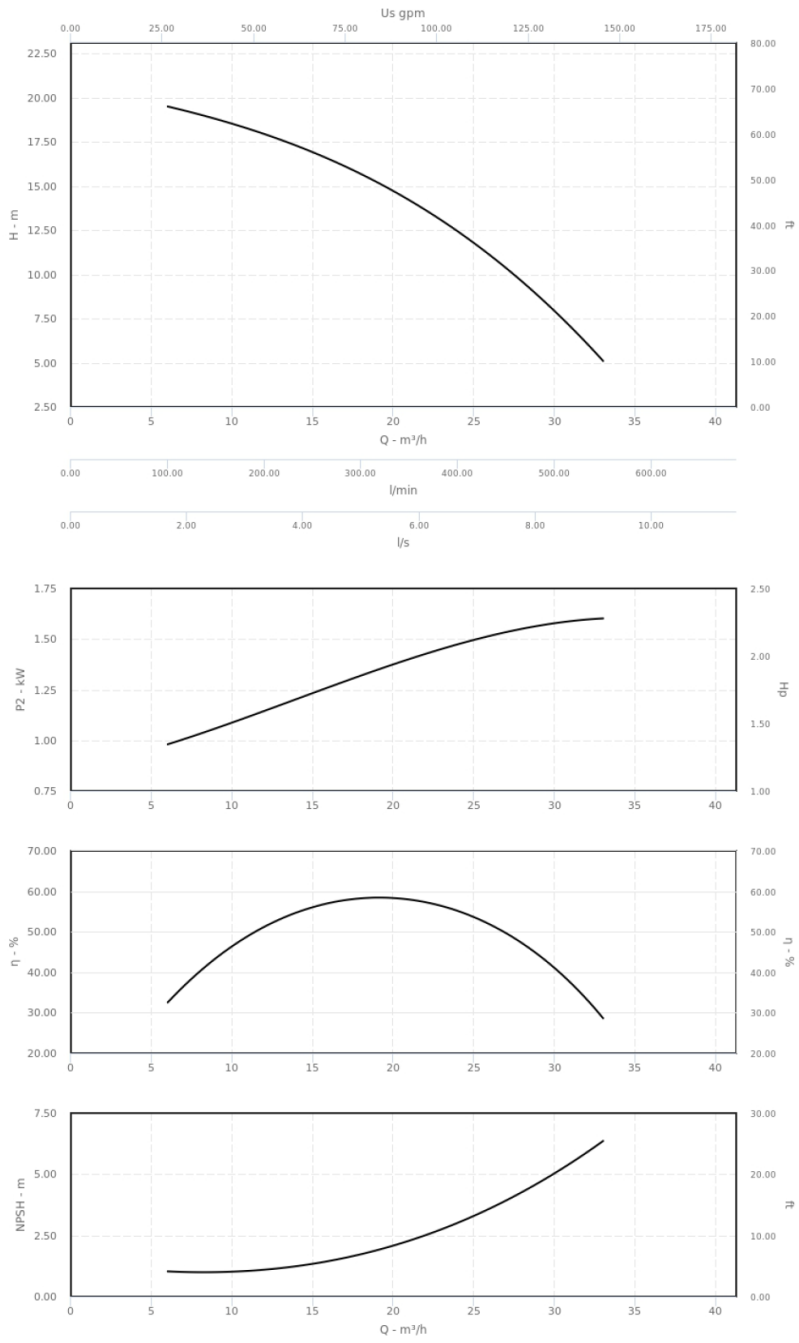 Us gpm
0.00 25.00 50.00 75.00 100.00 125.00 150.00 175.00
22.50 80.00
20.00 70.00
17.50 60.00
15.00 50.00
H - m
12.50 40.00 ft
10.00 30.00
7.50 20.00
5.00 10.00
2.50 0.00
0 5 10 15 20 25 30 35 40
Q - m³/h
0.00 100.00 200.00 300.00 400.00 500.00 600.00
l/min
0.00 2.00 4.00 6.00 8.00 10.00
l/s
1.75 2.50
1.50 2.00
P2 - kW
1.25 Hp
1.00 1.50
0.75 1.00
0 5 10 15 20 25 30 35 40
70.00 70.00
60.00 60.00
50.00 50.00
η - % η - %
40.00 40.00
30.00 30.00
20.00 20.00
0 5 10 15 20 25 30 35 40
7.50 30.00
5.00 20.00
NPSH - m ft
2.50 10.00
0.00 0.00
0 5 10 15 20 25 30 35 40
Q - m³/h